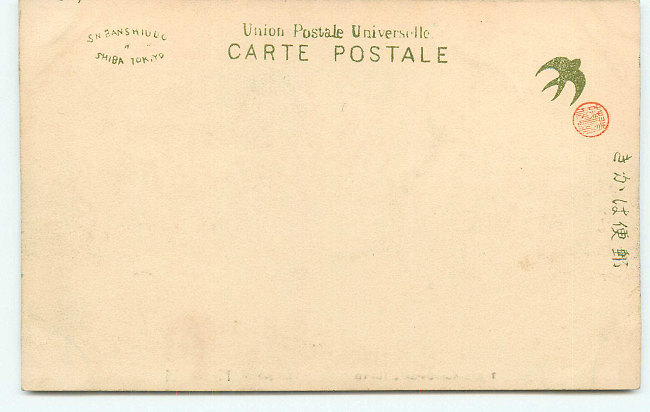 Union Postale Universelle
CARTE POSTALE
SHIBA TOKYO
きかは便郵